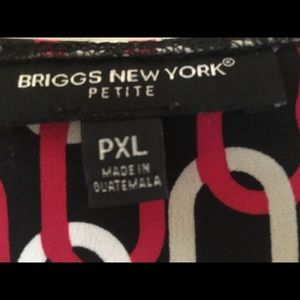 BRIGGS NEW YORK®
PETITE
PXL
MADE IN
GUATEMALA